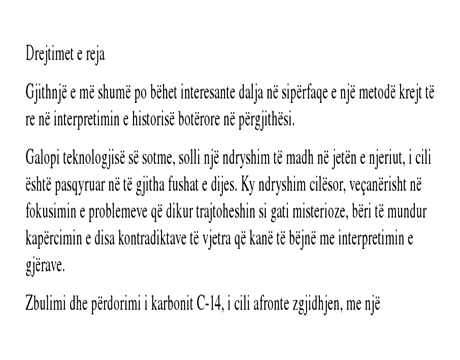 Drejtimet e reja
Gjithnjë e më shumë po bëhet interesante dalja në sipërfaqe e një metodë krejt të
re në interpretimin e historisë botërore në përgjithësi.
Galopi teknologjisë së sotme, solli një ndryshim të madh në jetën e njeriut, i cili
është pasqyruar në të gjitha fushat e dijes. Ky ndryshim cilësor, veçanërisht në
fokusimin e problemeve që dikur trajtoheshin si gati misterioze, bëri të mundur
kapërcimin e disa kontradiktave të vjetra që kanë të bëjnë me interpretimin e
gjërave.
Zbulimi dhe përdorimi i karbonit C-14, i cili afronte zgjidhjen, me një